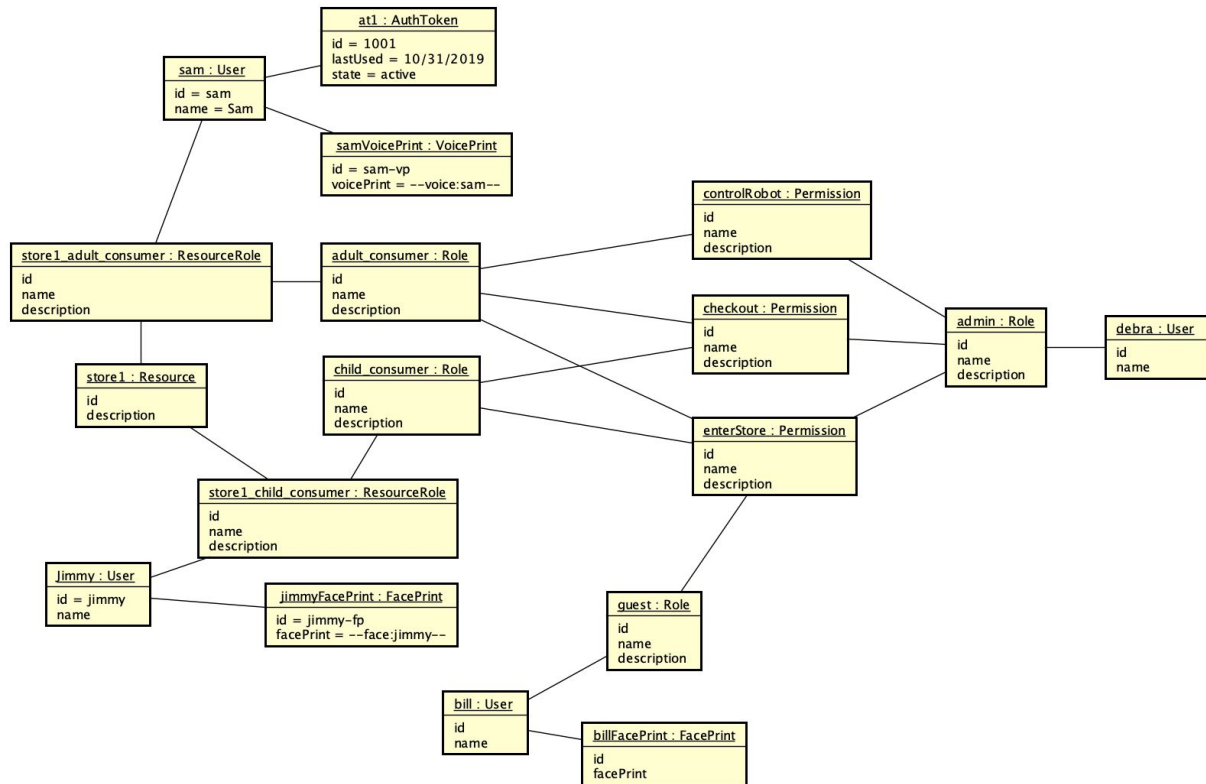 at1 : AuthToken
id = 1001
lastUsed = 10/31/2019
state = active
sam : User
id = sam
name = Sam
samVoicePrint : VoicePrint
id = sam-vp
voicePrint = --voice:sam--
controlRobot : Permission
id
name
description
store1_adult_consumer : ResourceRole
id
name
description
adult_consumer : Role
id
name
description
checkout : Permission
id
name
description
admin : Role
id
name
description
debra : User
id
name
store1 : Resource
id
description
child_consumer : Role
id
name
description
enterStore : Permission
id
name
description
store1_child_consumer : ResourceRole
id
name
description
Jimmy : User
id = jimmy
name
jimmyFacePrint : FacePrint
id = jimmy-fp
facePrint = --face:jimmy--
guest : Role
id
name
description
bill : User
id
name
billFacePrint : FacePrint
id
facePrint